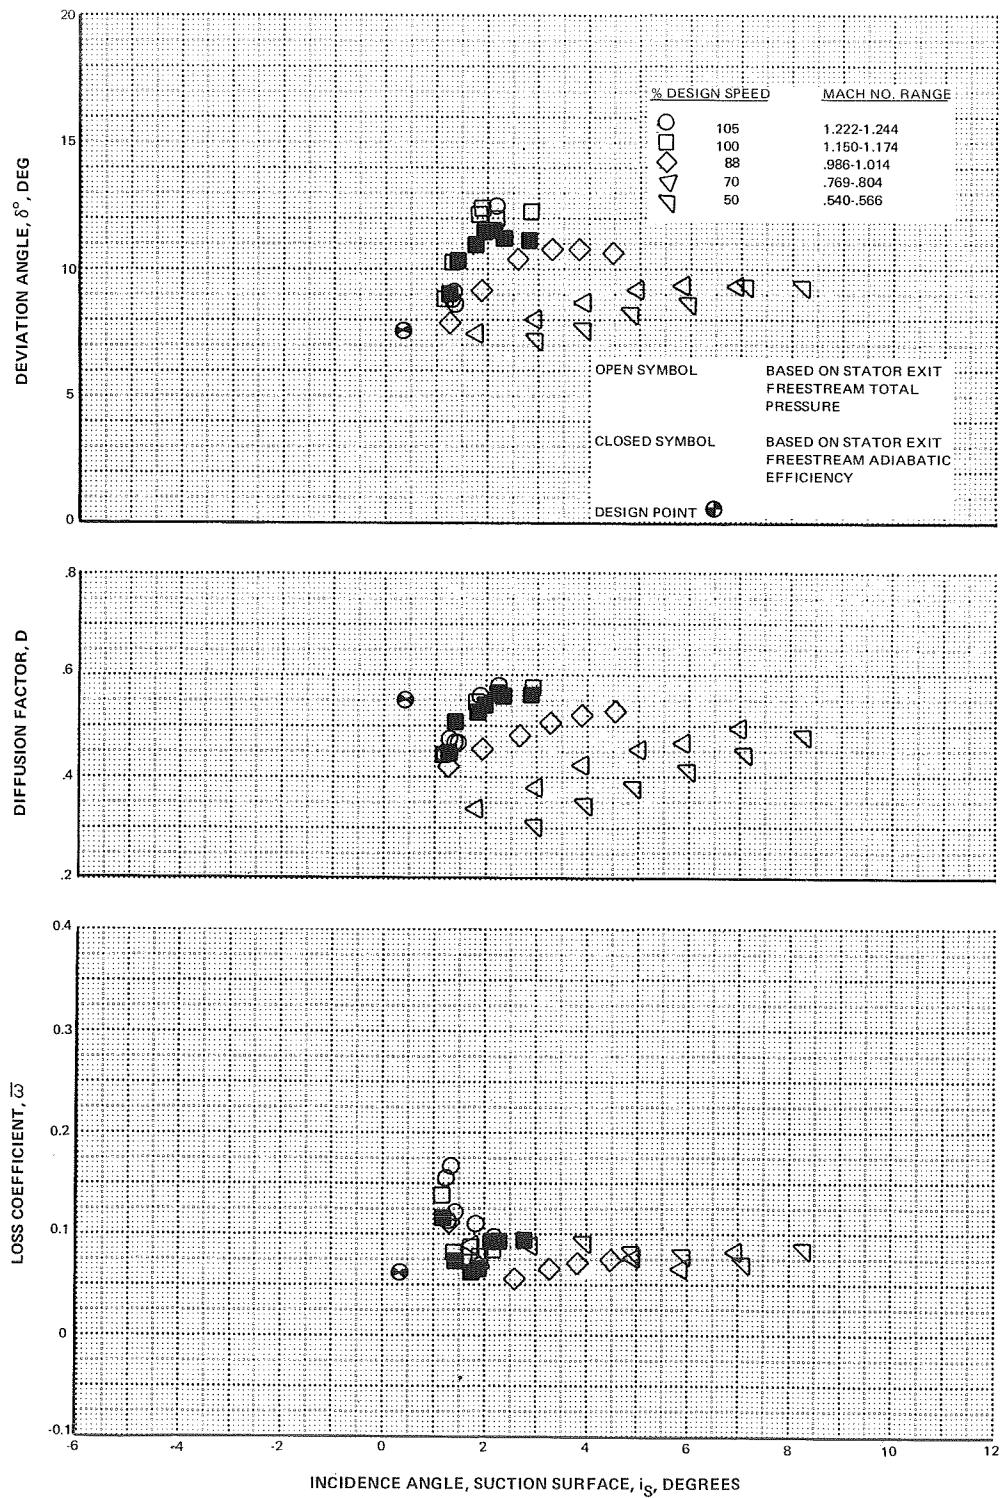 20
15
10
5
0
DEVIATION ANGLE, δ°, DEG
% DESIGN SPEED MACH NO. RANGE
105 1.222-1.244
100 1.150-1.174
88 .986-1.014
70 .769-.804
50 .540-.566
OPEN SYMBOL BASED ON STATOR EXIT
FREESTREAM TOTAL
PRESSURE
CLOSED SYMBOL BASED ON STATOR EXIT
FREESTREAM ADIABATIC
EFFICIENCY
DESIGN POINT
.8
.6
.4
.2
DIFFUSION FACTOR, D
0.4
0.3
0.2
0.1
0
-0.1
LOSS COEFFICIENT, ω̅
-6 -4 -2 0 2 4 6 8 10 12
INCIDENCE ANGLE, SUCTION SURFACE, iS, DEGREES